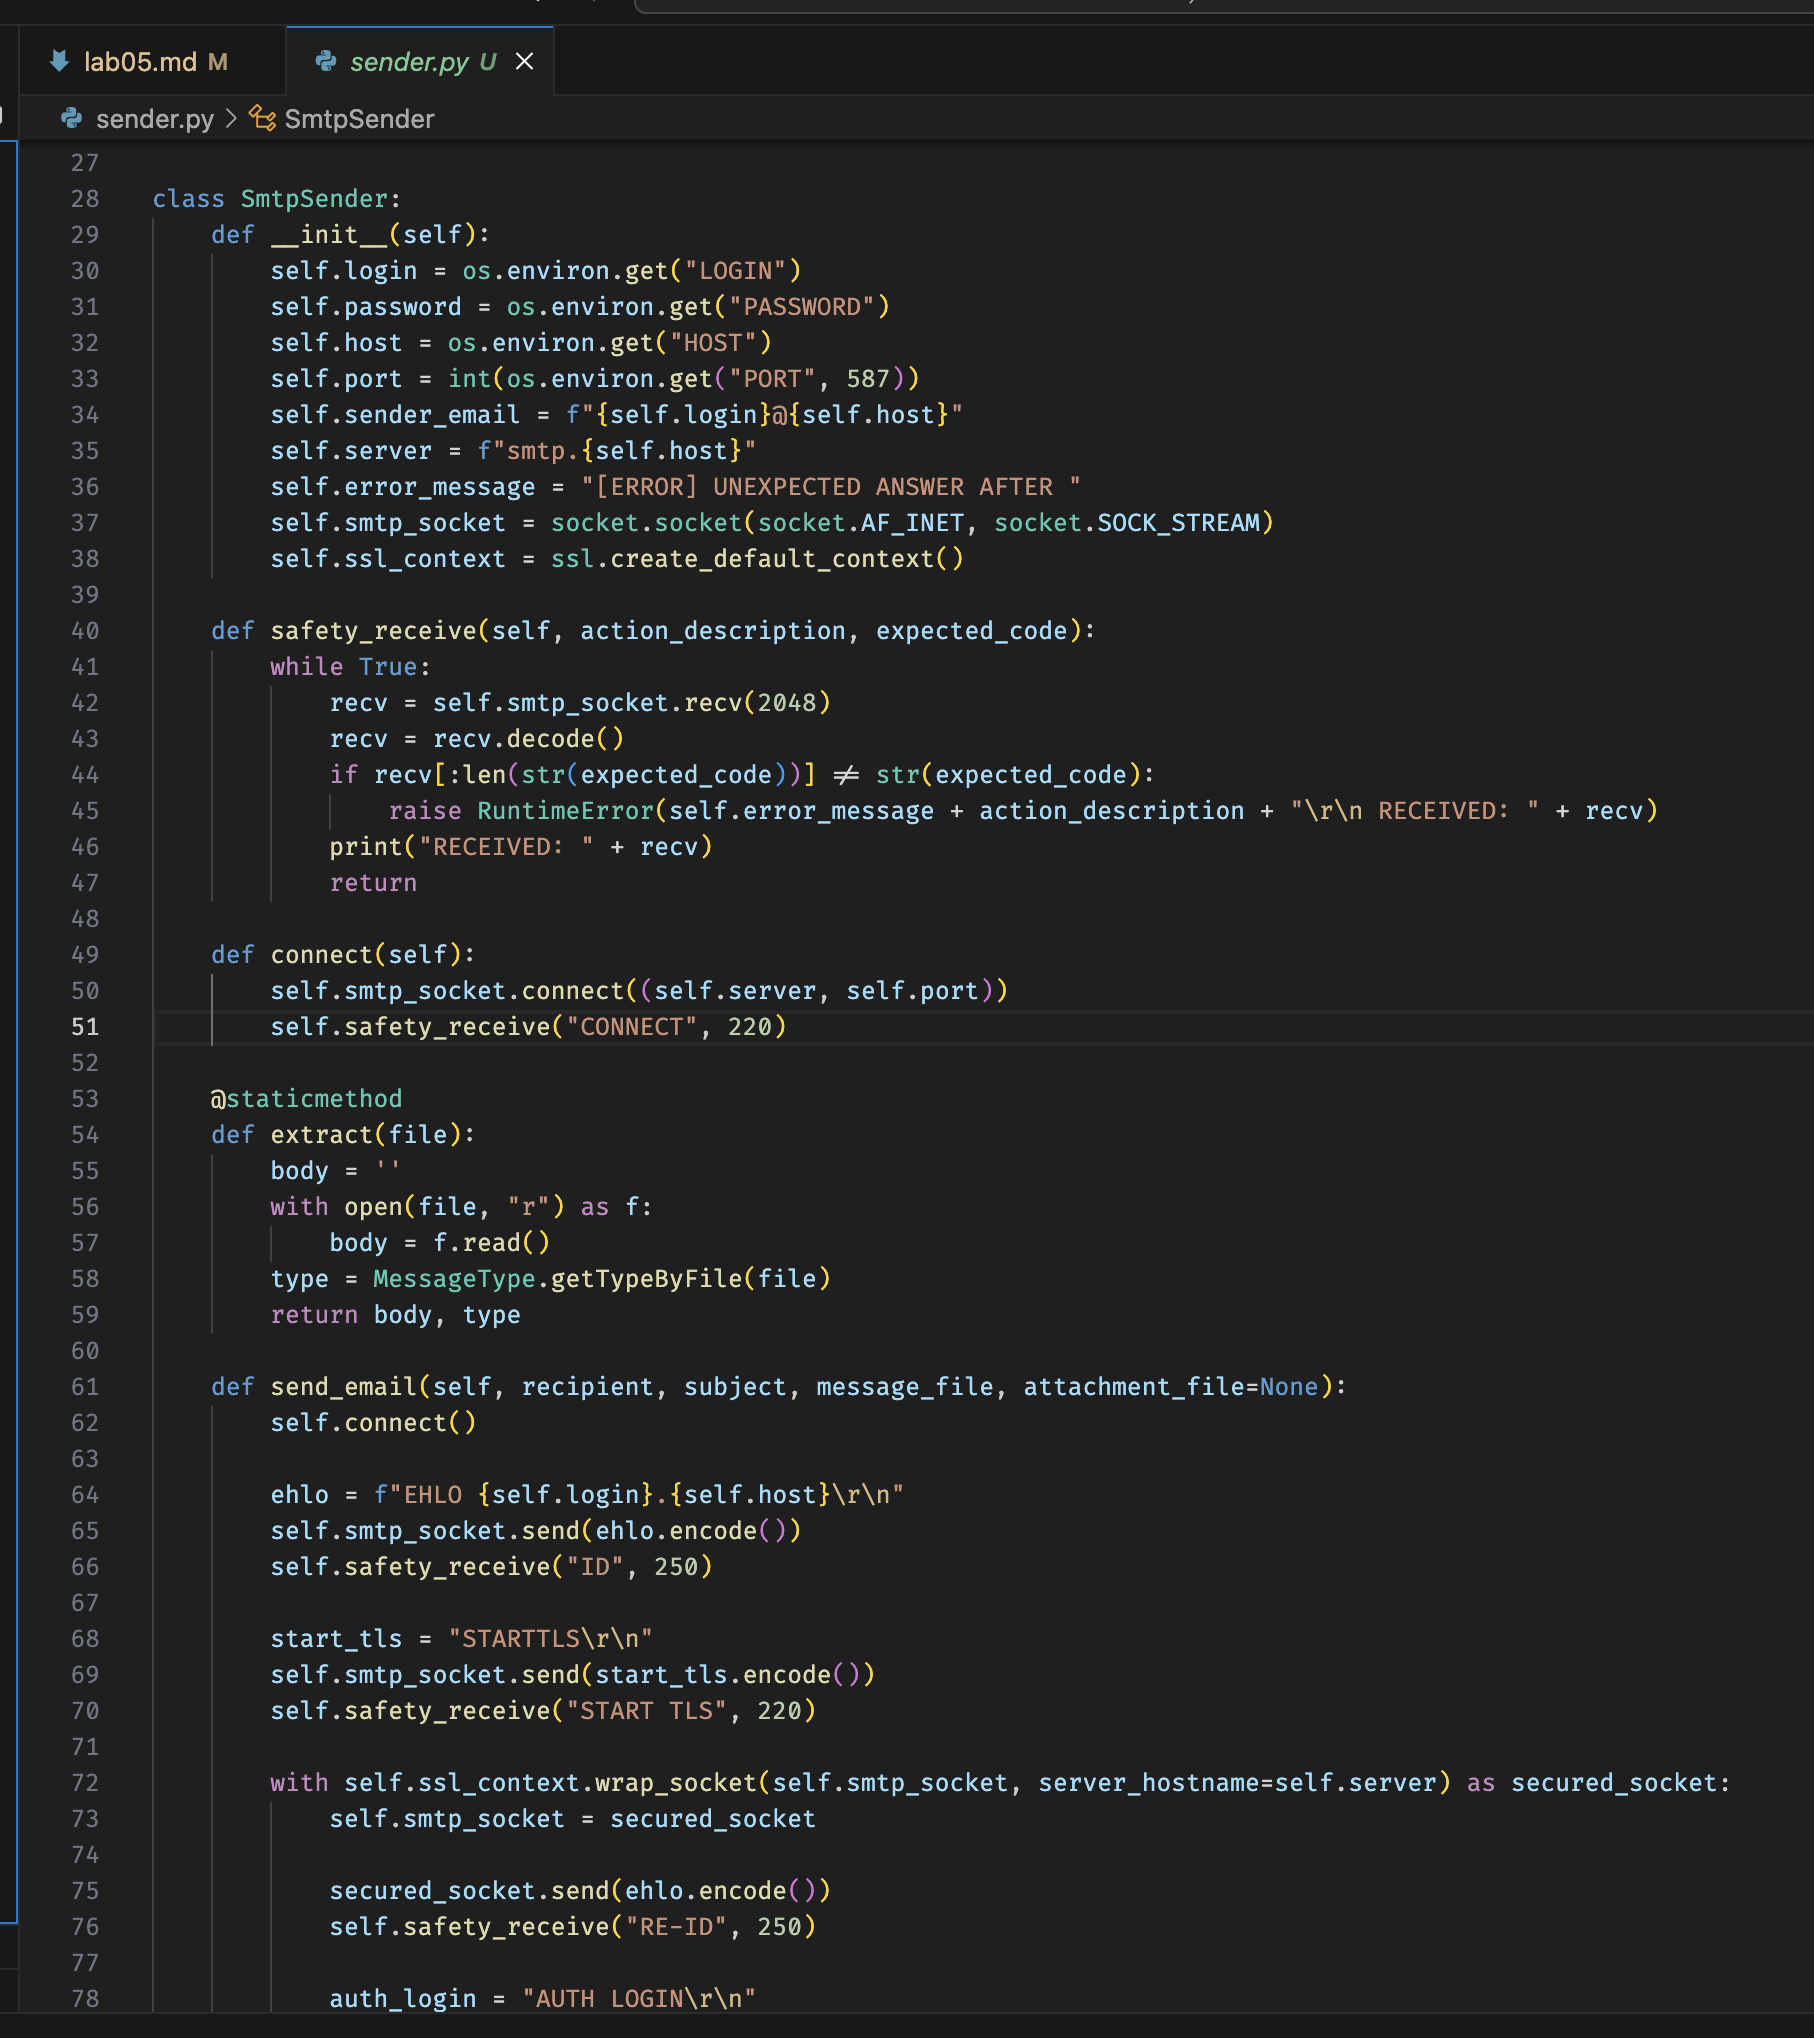 lab05.md M
sender.py U
sender.py > SmtpSender
27
28 class SmtpSender:
29     def __init__(self):
30         self.login = os.environ.get("LOGIN")
31         self.password = os.environ.get("PASSWORD")
32         self.host = os.environ.get("HOST")
33         self.port = int(os.environ.get("PORT", 587))
34         self.sender_email = f"{self.login}@{self.host}"
35         self.server = f"smtp.{self.host}"
36         self.error_message = "[ERROR] UNEXPECTED ANSWER AFTER "
37         self.smtp_socket = socket.socket(socket.AF_INET, socket.SOCK_STREAM)
38         self.ssl_context = ssl.create_default_context()
39
40     def safety_receive(self, action_description, expected_code):
41         while True:
42             recv = self.smtp_socket.recv(2048)
43             recv = recv.decode()
44             if recv[:len(str(expected_code))] ≠ str(expected_code):
45                 raise RuntimeError(self.error_message + action_description + "\r\n RECEIVED: " + recv)
46             print("RECEIVED: " + recv)
47             return
48
49     def connect(self):
50         self.smtp_socket.connect((self.server, self.port))
51         self.safety_receive("CONNECT", 220)
52
53     @staticmethod
54     def extract(file):
55         body = ''
56         with open(file, "r") as f:
57             body = f.read()
58         type = MessageType.getTypeByFile(file)
59         return body, type
60
61     def send_email(self, recipient, subject, message_file, attachment_file=None):
62         self.connect()
63
64         ehlo = f"EHLO {self.login}.{self.host}\r\n"
65         self.smtp_socket.send(ehlo.encode())
66         self.safety_receive("ID", 250)
67
68         start_tls = "STARTTLS\r\n"
69         self.smtp_socket.send(start_tls.encode())
70         self.safety_receive("START TLS", 220)
71
72         with self.ssl_context.wrap_socket(self.smtp_socket, server_hostname=self.server) as secured_socket:
73             self.smtp_socket = secured_socket
74
75             secured_socket.send(ehlo.encode())
76             self.safety_receive("RE-ID", 250)
77
78             auth_login = "AUTH LOGIN\r\n"